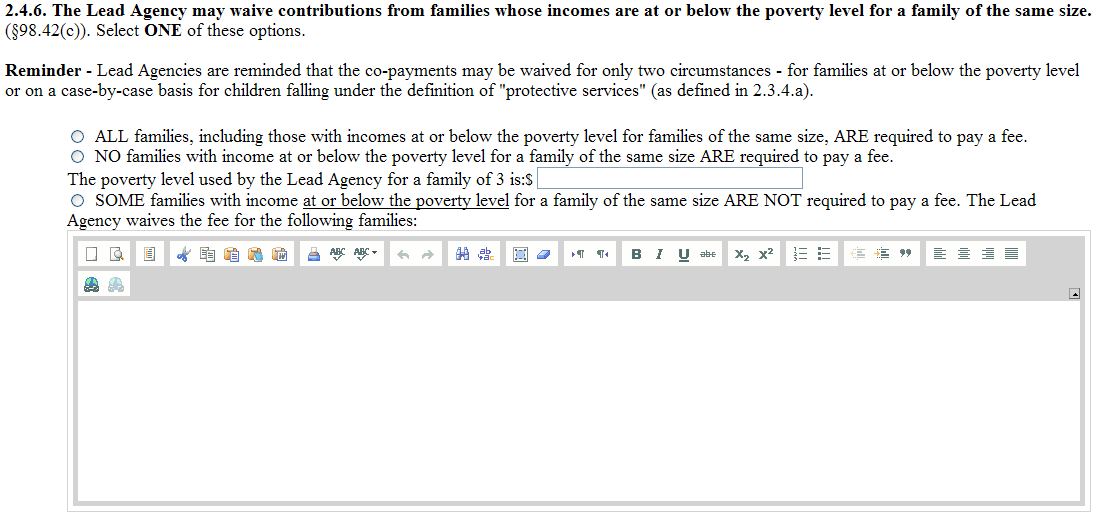 2.4.6. The Lead Agency may waive contributions from families whose incomes are at or below the poverty level for a family of the same size.
(§98.42(c)). Select ONE of these options.
Reminder - Lead Agencies are reminded that the co-payments may be waived for only two circumstances - for families at or below the poverty level
or on a case-by-case basis for children falling under the definition of "protective services" (as defined in 2.3.4.a).
ALL families, including those with incomes at or below the poverty level for families of the same size, ARE required to pay a fee.
NO families with income at or below the poverty level for a family of the same size ARE required to pay a fee.
The poverty level used by the Lead Agency for a family of 3 is:$
SOME families with income at or below the poverty level for a family of the same size ARE NOT required to pay a fee. The Lead
Agency waives the fee for the following families:
ABC ABC B I U abc X₂ X²